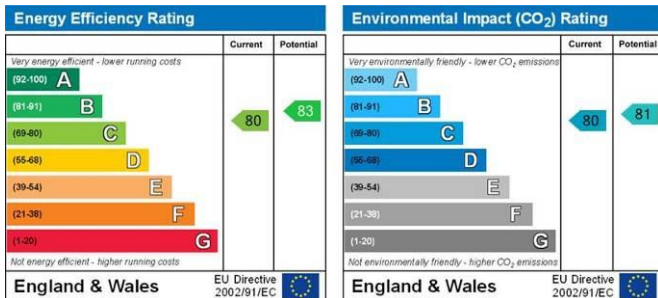 Energy Efficiency Rating
Current Potential
Very energy efficient - lower running costs
(92-100) A
(81-91) B
(69-80) C
(55-68) D
(39-54) E
(21-38) F
(1-20) G
80
83
Not energy efficient - higher running costs
England & Wales
EU Directive
2002/91/EC
Environmental Impact (CO₂) Rating
Current Potential
Very environmentally friendly - lower CO₂ emissions
(92-100) A
(81-91) B
(69-80) C
(55-68) D
(39-54) E
(21-38) F
(1-20) G
80
81
Not environmentally friendly - higher CO₂ emissions
England & Wales
EU Directive
2002/91/EC